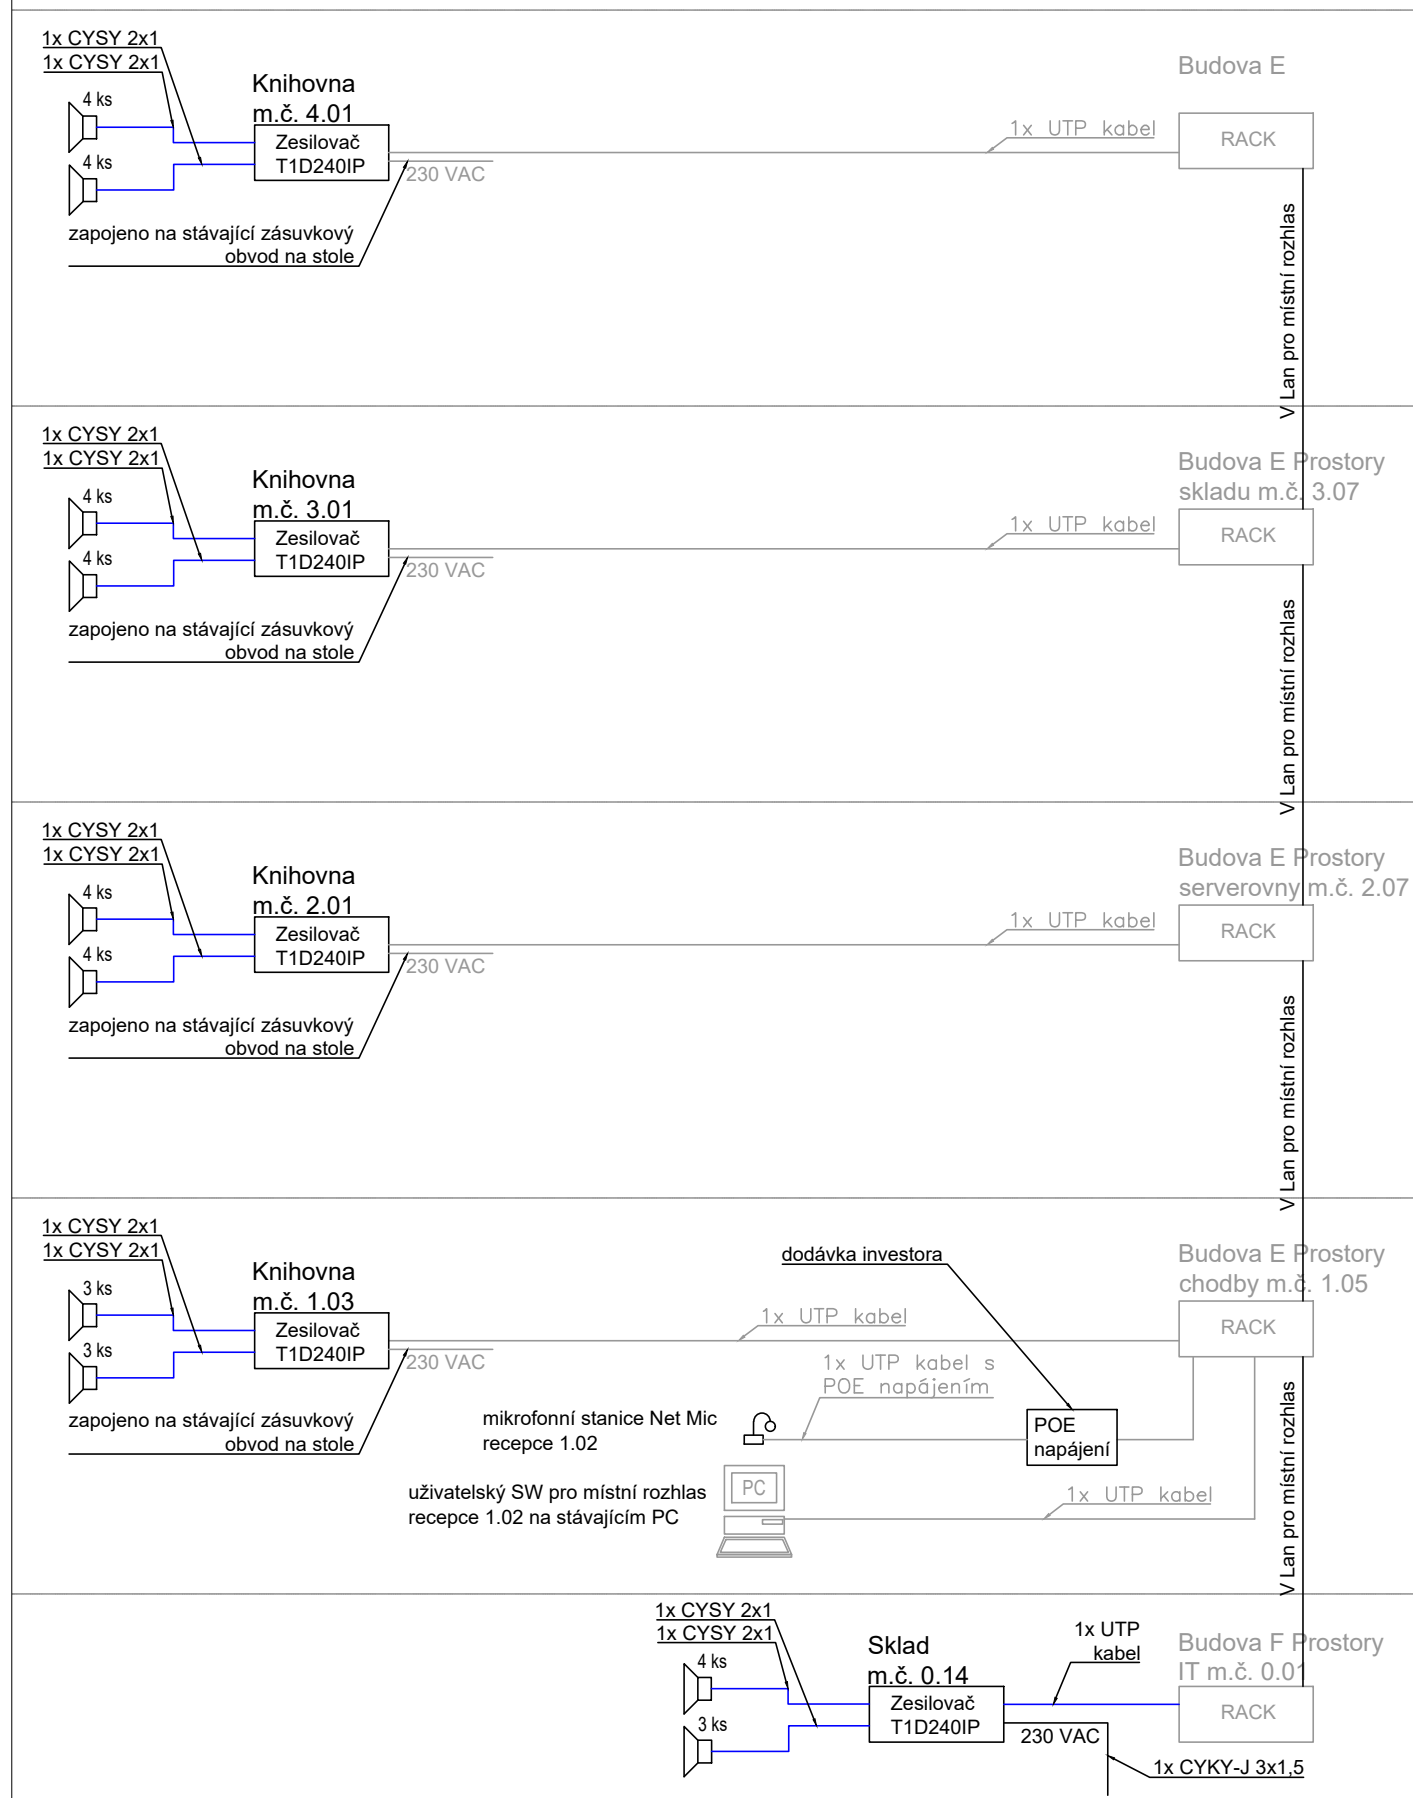 1x CYSY 2x1
1x CYSY 2x1
4 ks
4 ks
Knihovna
m.č. 4.01
Zesilovač
T1D240IP
230 VAC
zapojeno na stávající zásuvkový
obvod na stole
1x UTP kabel
Budova E
RACK
V Lan pro místní rozhlas
1x CYSY 2x1
1x CYSY 2x1
4 ks
4 ks
Knihovna
m.č. 3.01
Zesilovač
T1D240IP
230 VAC
zapojeno na stávající zásuvkový
obvod na stole
1x UTP kabel
Budova E Prostory
skladu m.č. 3.07
RACK
V Lan pro místní rozhlas
1x CYSY 2x1
1x CYSY 2x1
4 ks
4 ks
Knihovna
m.č. 2.01
Zesilovač
T1D240IP
230 VAC
zapojeno na stávající zásuvkový
obvod na stole
1x UTP kabel
Budova E Prostory
serverovny m.č. 2.07
RACK
V Lan pro místní rozhlas
1x CYSY 2x1
1x CYSY 2x1
3 ks
3 ks
Knihovna
m.č. 1.03
Zesilovač
T1D240IP
230 VAC
zapojeno na stávající zásuvkový
obvod na stole
dodávka investora
1x UTP kabel
1x UTP kabel s
POE napájením
mikrofonní stanice Net Mic
recepce 1.02
POE
napájení
uživatelský SW pro místní rozhlas
recepce 1.02 na stávajícím PC
PC
1x UTP kabel
Budova E Prostory
chodby m.č. 1.05
RACK
V Lan pro místní rozhlas
1x CYSY 2x1
1x CYSY 2x1
4 ks
3 ks
Sklad
m.č. 0.14
Zesilovač
T1D240IP
1x UTP
kabel
230 VAC
1x CYKY-J 3x1,5
Budova F Prostory
IT m.č. 0.01
RACK